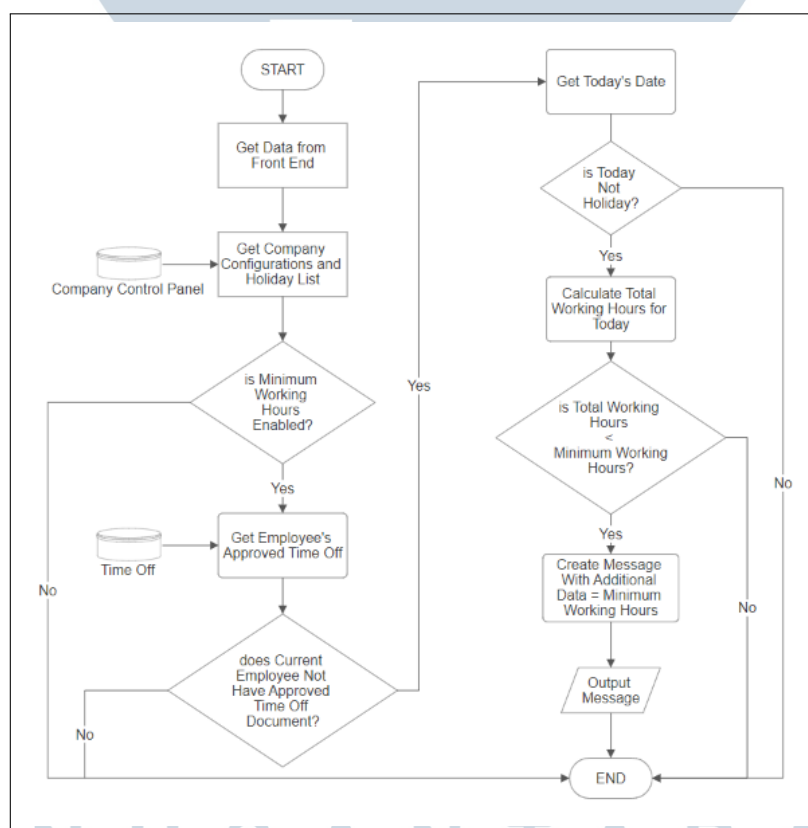 START
Get Data from
Front End
Get Company
Configurations and
Holiday List
Company Control Panel
is Minimum
Working
Hours
Enabled?
Yes
Get Employee's
Approved Time Off
Time Off
No
does Current
Employee Not
Have Approved
Time Off
Document?
No
Yes
Get Today's Date
is Today
Not
Holiday?
Yes
Calculate Total
Working Hours for
Today
is Total Working
Hours
<
Minimum Working
Hours?
No
Yes
Create Message
With Additional
Data = Minimum
Working Hours
No
Output
Message
END